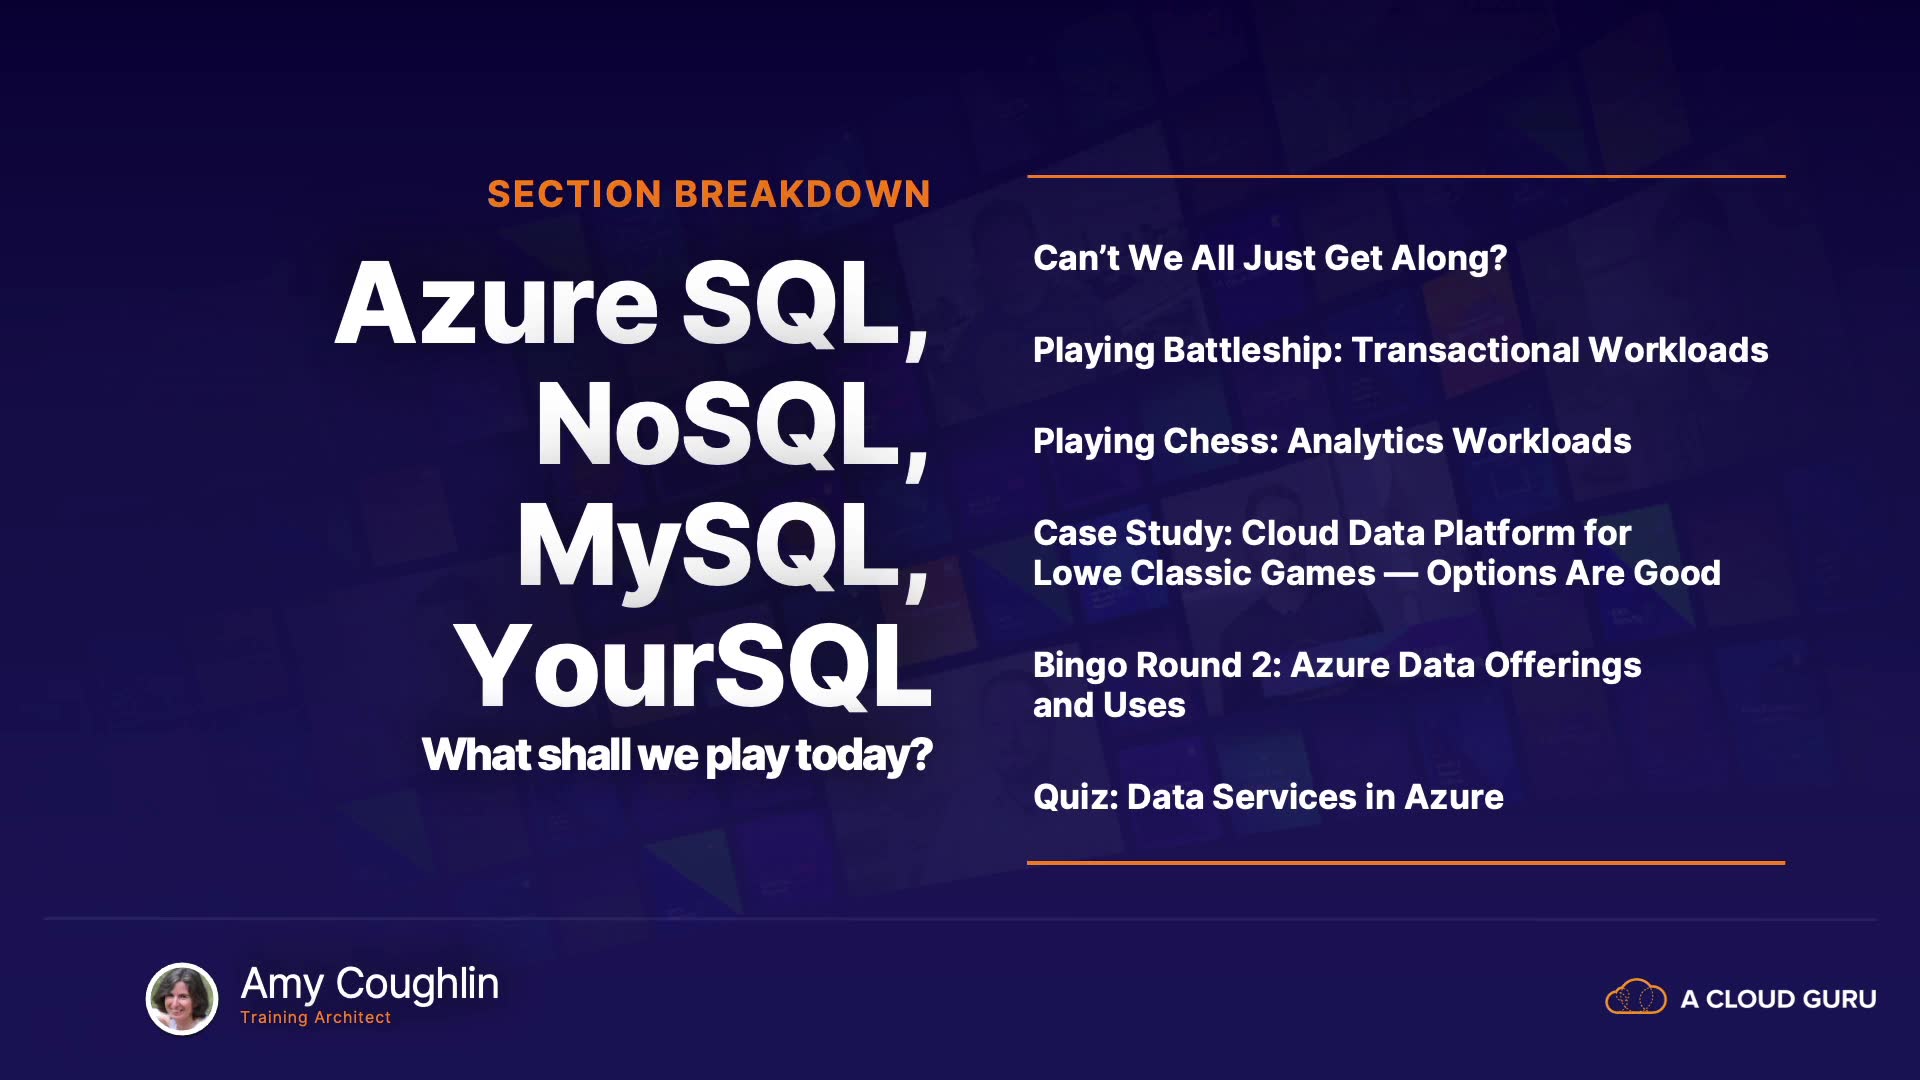 SECTION BREAKDOWN
Azure SQL,
NoSQL,
MySQL,
YourSQL
What shall we play today?
Can’t We All Just Get Along?
Playing Battleship: Transactional Workloads
Playing Chess: Analytics Workloads
Case Study: Cloud Data Platform for
Lowe Classic Games — Options Are Good
Bingo Round 2: Azure Data Offerings
and Uses
Quiz: Data Services in Azure
Amy Coughlin
Training Architect
A CLOUD GURU